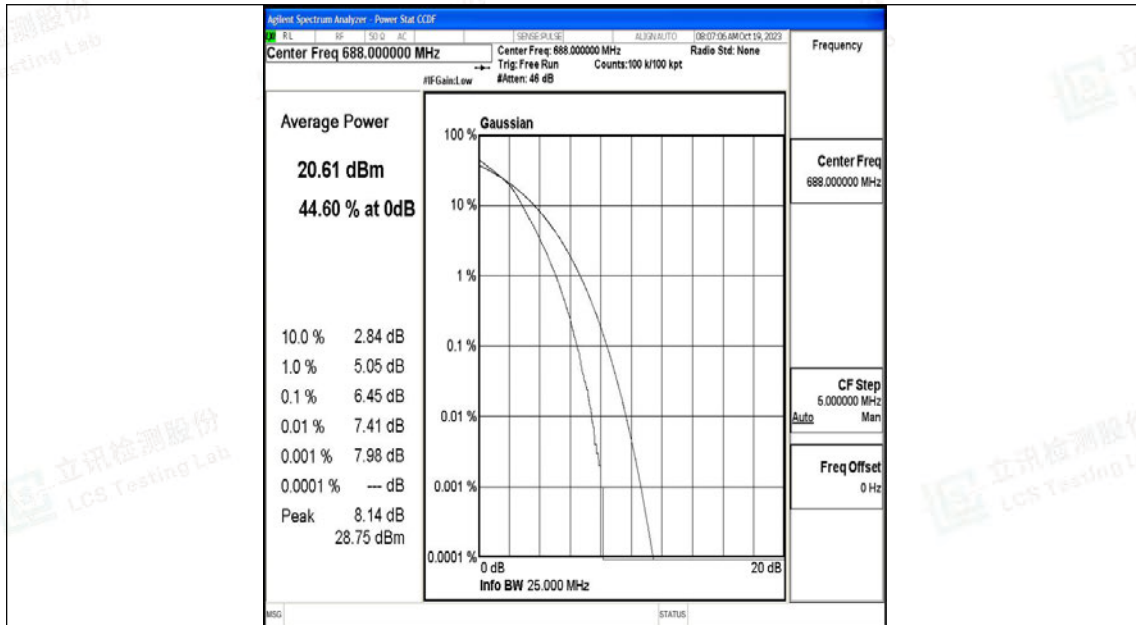 Agilent Spectrum Analyzer - Power Stat CCDF
RL RF 50 Ω AC SENSE:PULSE ALIGNAUTO 08:07:06 AM Oct 19, 2023
Center Freq 688.000000 MHz
Center Freq: 688.000000 MHz Radio Std: None
Trig: Free Run Counts:100 k/100 kpt
#IFGain:Low #Atten: 46 dB
Frequency
Average Power
20.61 dBm
44.60 % at 0dB
10.0 % 2.84 dB
1.0 % 5.05 dB
0.1 % 6.45 dB
0.01 % 7.41 dB
0.001 % 7.98 dB
0.0001 % --- dB
Peak 8.14 dB
28.75 dBm
Gaussian
100 %
10 %
1 %
0.1 %
0.01 %
0.001 %
0.0001 %
0 dB 20 dB
Info BW 25.000 MHz
Center Freq
688.000000 MHz
CF Step
5.000000 MHz
Auto Man
Freq Offset
0 Hz
MSG STATUS
立讯检测股份
LCS Testing Lab
立讯检测股份
LCS Testing L